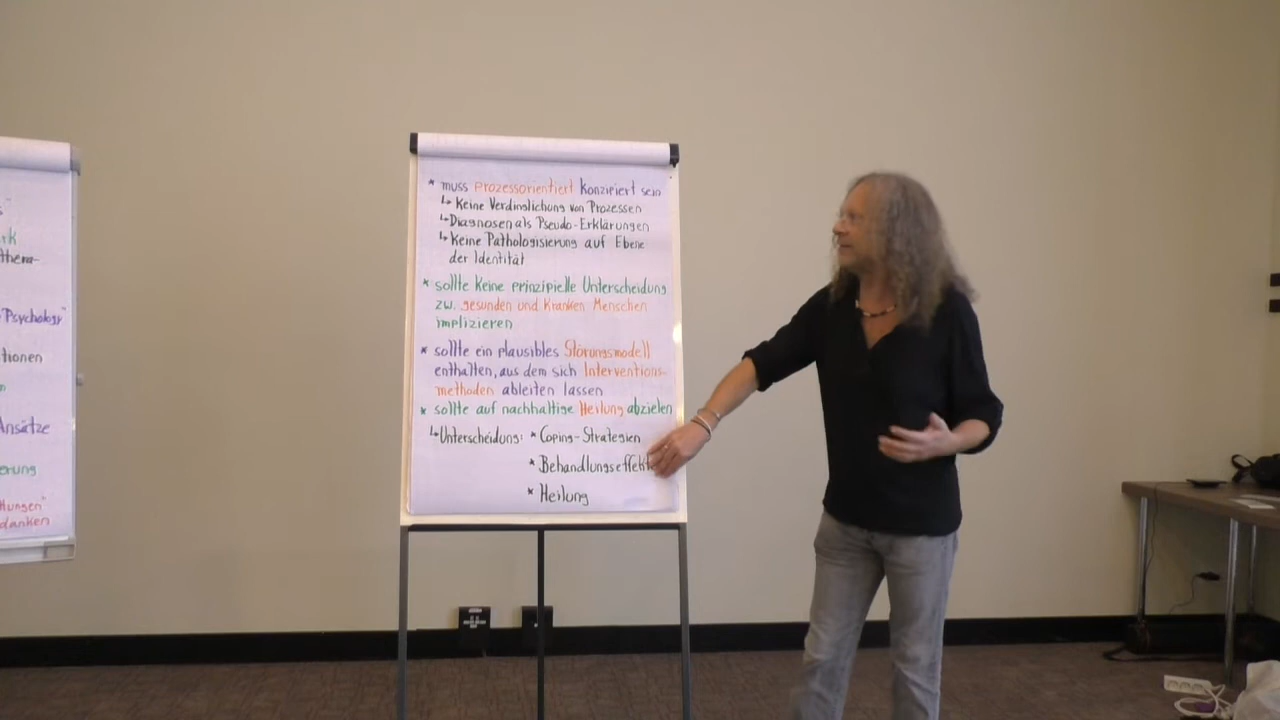 rk
Psychology"
tionen
Ansätze
erung
danken
* muss prozessorientiert konzipiert sein
↳ Keine Verdinglichung von Prozessen
↳ Diagnosen als Pseudo-Erklärungen
↳ Keine Pathologisierung auf Ebene
der Identität
* sollte keine prinzipielle Unterscheidung
zw. gesunden und kranken Menschen
implizieren
* sollte ein plausibles Störungsmodell
enthalten, aus dem sich Interventions-
methoden ableiten lassen
* sollte auf nachhaltige Heilung abzielen
↳ Unterscheidung: * Coping-Strategien
* Behandlungseffekte
* Heilung